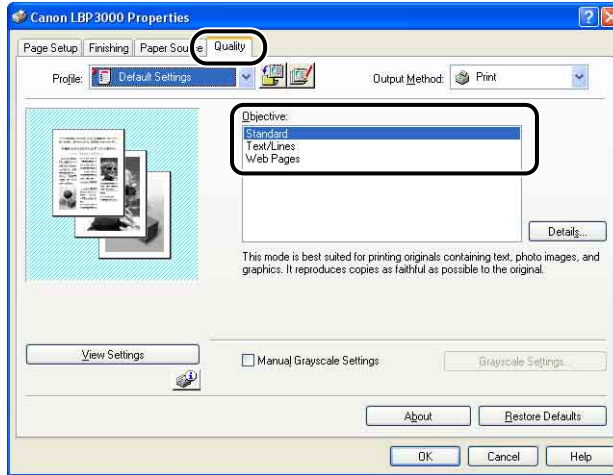 Canon LBP3000 Properties
Page Setup Finishing Paper Source Quality
Profile: Default Settings Output Method: Print
Objective:
Standard
Text/Lines
Web Pages
Details...
This mode is best suited for printing originals containing text, photo images, and
graphics. It reproduces copies as faithful as possible to the original.
View Settings
Manual Grayscale Settings Grayscale Settings...
About Restore Defaults
OK Cancel Help